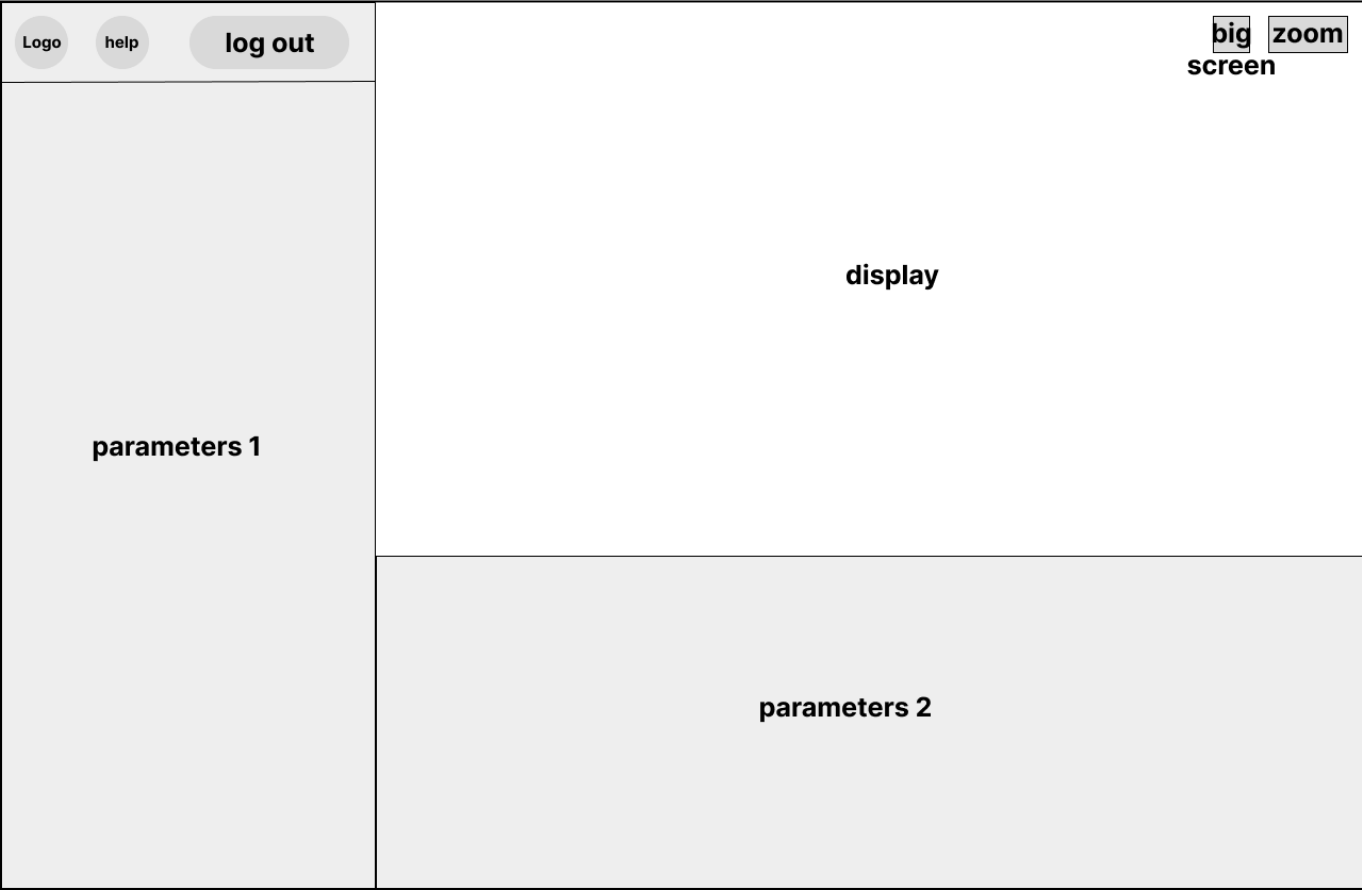 Logo
help
log out
big
screen
zoom
display
parameters 1
parameters 2